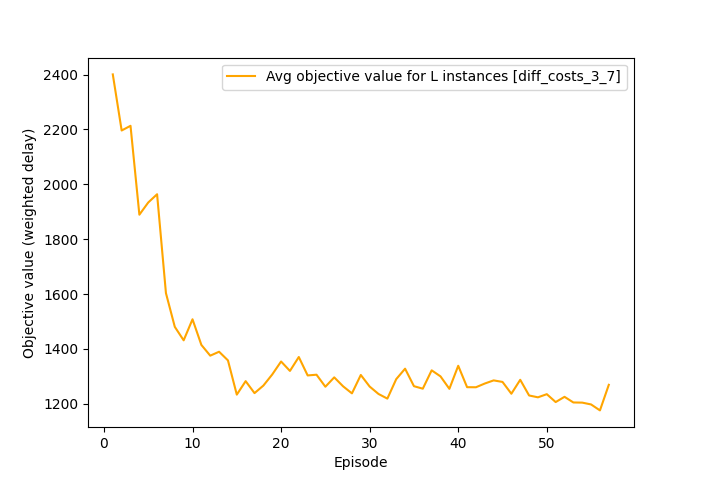 Avg objective value for L instances [diff_costs_3_7]
2400
2200
2000
1800
1600
1400
1200
Objective value (weighted delay)
0 10 20 30 40 50
Episode